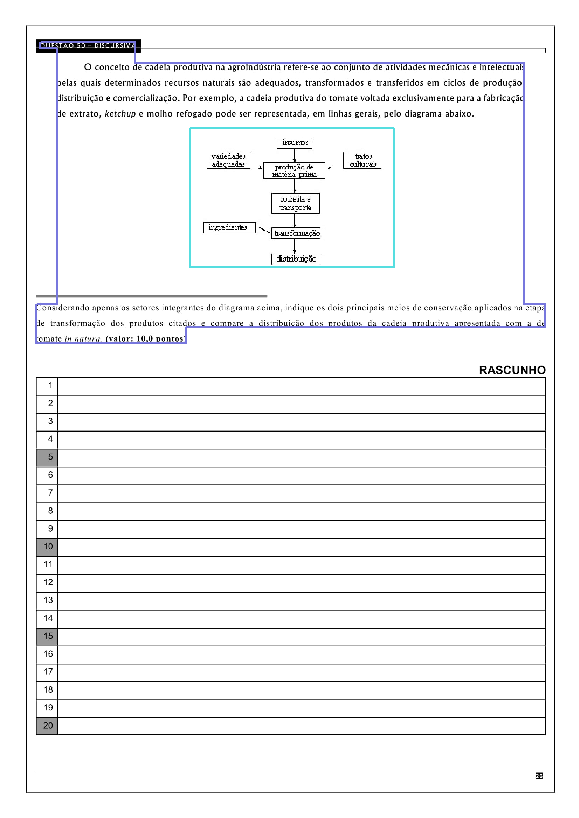 QUESTÃO 39 – DISCURSIVA
O conceito de cadeia produtiva na agroindústria refere-se ao conjunto de atividades mecânicas e intelectuais
pelas quais determinados recursos naturais são adequados, transformados e transferidos em ciclos de produção,
distribuição e comercialização. Por exemplo, a cadeia produtiva do tomate voltada exclusivamente para a fabricação
de extrato, ketchup e molho refogado pode ser representada, em linhas gerais, pelo diagrama abaixo.
insumos
variedades adequadas
produção de matéria prima
tratos culturais
colheita e transporte
ingredientes
transformação
distribuição
Considerando apenas os setores integrantes do diagrama acima, indique os dois principais meios de conservação aplicados na etapa
de transformação dos produtos citados e compare a distribuição dos produtos da cadeia produtiva apresentada com a de
tomate in natura. (valor: 10,0 pontos)
RASCUNHO
1
2
3
4
5
6
7
8
9
10
11
12
13
14
15
16
17
18
19
20